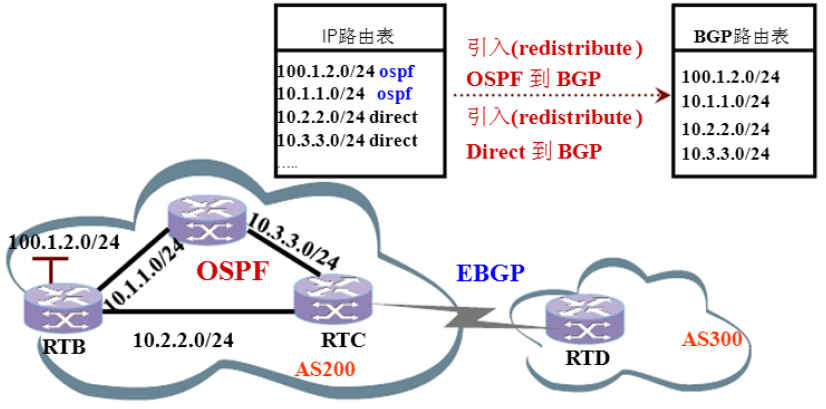 IP路由表
100.1.2.0/24 ospf
10.1.1.0/24 ospf
10.2.2.0/24 direct
10.3.3.0/24 direct
.....
引入(redistribute)
OSPF 到 BGP
引入(redistribute)
Direct 到 BGP
BGP路由表
100.1.2.0/24
10.1.1.0/24
10.2.2.0/24
10.3.3.0/24
100.1.2.0/24
10.1.1.0/24
10.3.3.0/24
OSPF
EBGP
RTB
10.2.2.0/24
RTC
AS200
RTD
AS300